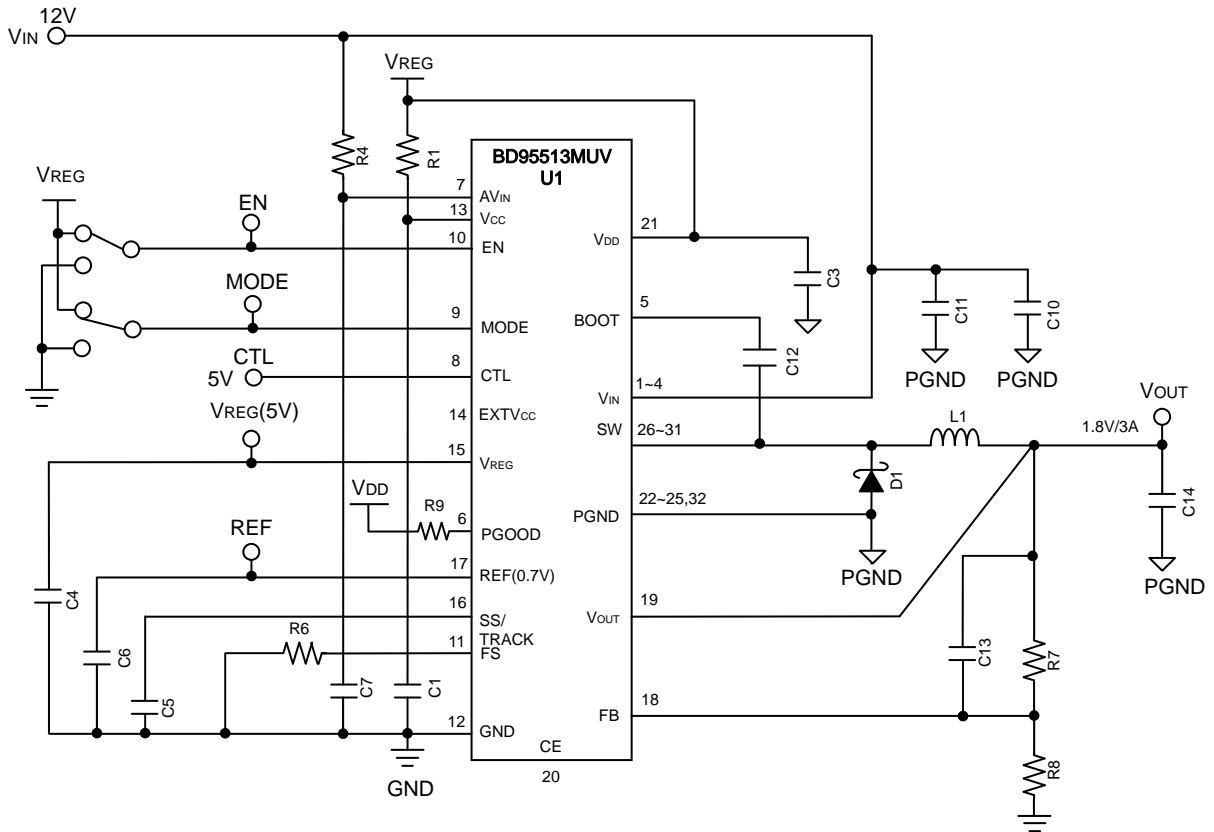 12V
VIN
VREG
R4
R1
BD95513MUV
U1
VREG
7
AVIN
13
VCC
EN
10
EN
21
VDD
C3
MODE
9
MODE
5
BOOT
C11
C10
C12
PGND
PGND
CTL
5V
8
CTL
1~4
VIN
VREG(5V)
14
EXTVCC
SW
26~31
L1
1.8V/3A
VOUT
15
VREG
D1
VDD
R9
6
PGOOD
PGND
22~25,32
C14
REF
17
REF(0.7V)
PGND
PGND
C4
16
SS/
TRACK
19
VOUT
R6
11
FS
C6
C13
R7
C5
C7
C1
18
FB
12
GND
CE
R8
GND
20